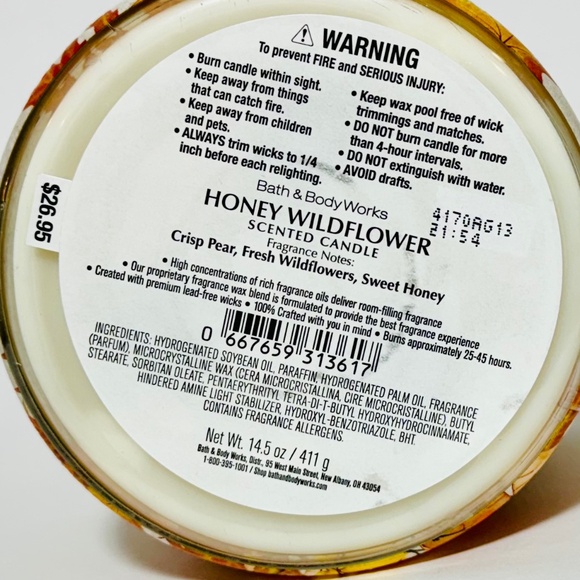 ⚠ WARNING
To prevent FIRE and SERIOUS INJURY:
• Burn candle within sight.
• Keep away from things
that can catch fire.
• Keep away from children
and pets.
• ALWAYS trim wicks to 1/4
inch before each relighting.
• Keep wax pool free of wick
trimmings and matches.
• DO NOT burn candle for more
than 4-hour intervals.
• DO NOT extinguish with water.
• AVOID drafts.
$26.95
Bath & Body Works
HONEY WILDFLOWER
SCENTED CANDLE
4170AG13
21:54
Fragrance Notes:
Crisp Pear, Fresh Wildflowers, Sweet Honey
• High concentrations of rich fragrance oils deliver room-filling fragrance
• Our proprietary fragrance wax blend is formulated to provide the best fragrance experience
• Created with premium lead-free wicks • 100% Crafted with you in mind • Burns approximately 25-45 hours.
0 667659 313617
INGREDIENTS: HYDROGENATED SOYBEAN OIL, PARAFFIN, HYDROGENATED PALM OIL, FRAGRANCE
(PARFUM), MICROCRYSTALLINE WAX (CERA MICROCRISTALLINA, CIRE MICROCRISTALLINE), BUTYL
STEARATE, SORBITAN OLEATE, PENTAERYTHRITYL TETRA-DI-T-BUTYL HYDROXYHYDROCINNAMATE,
HINDERED AMINE LIGHT STABILIZER, HYDROXYL-BENZOTRIAZOLE, BHT.
CONTAINS FRAGRANCE ALLERGENS.
Net Wt. 14.5 oz / 411 g
Bath & Body Works, Distr., 95 West Main Street, New Albany, OH 43054
1-800-395-1001 / Shop bathandbodyworks.com